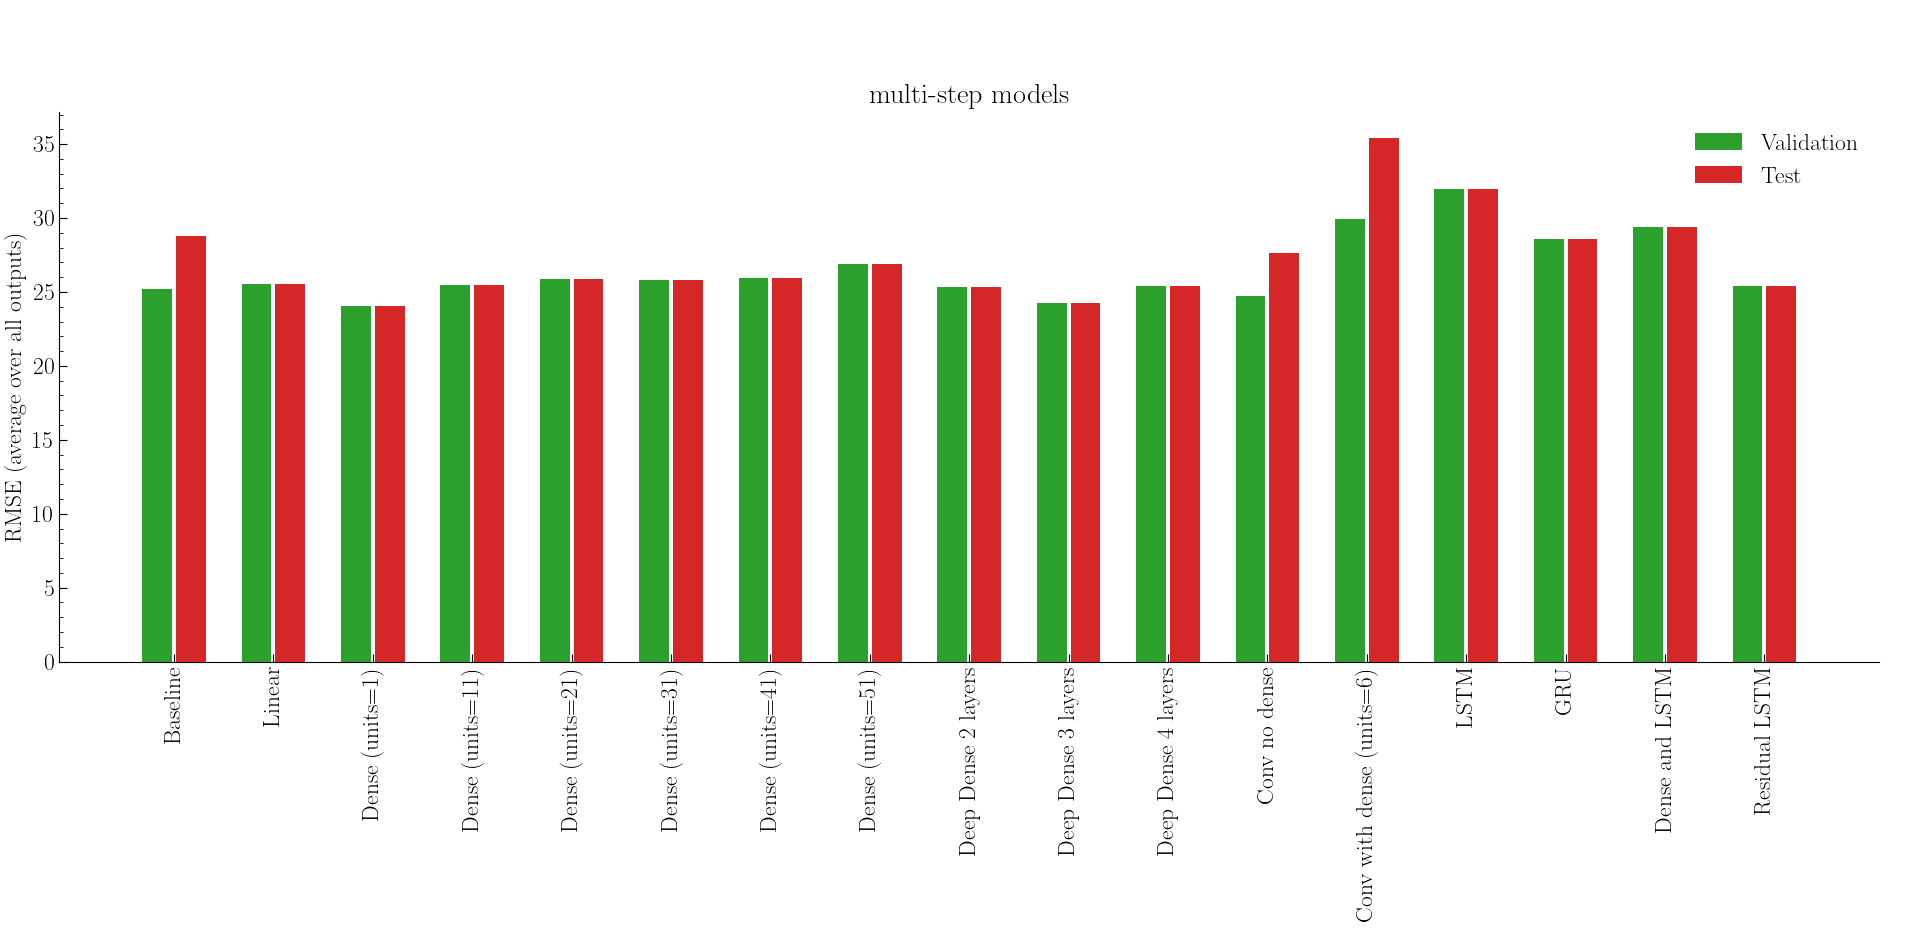 multi-step models
RMSE (average over all outputs)
35
30
25
20
15
10
5
0
Validation
Test
Baseline
Linear
Dense (units=1)
Dense (units=11)
Dense (units=21)
Dense (units=31)
Dense (units=41)
Dense (units=51)
Deep Dense 2 layers
Deep Dense 3 layers
Deep Dense 4 layers
Conv no dense
Conv with dense (units=6)
LSTM
GRU
Dense and LSTM
Residual LSTM